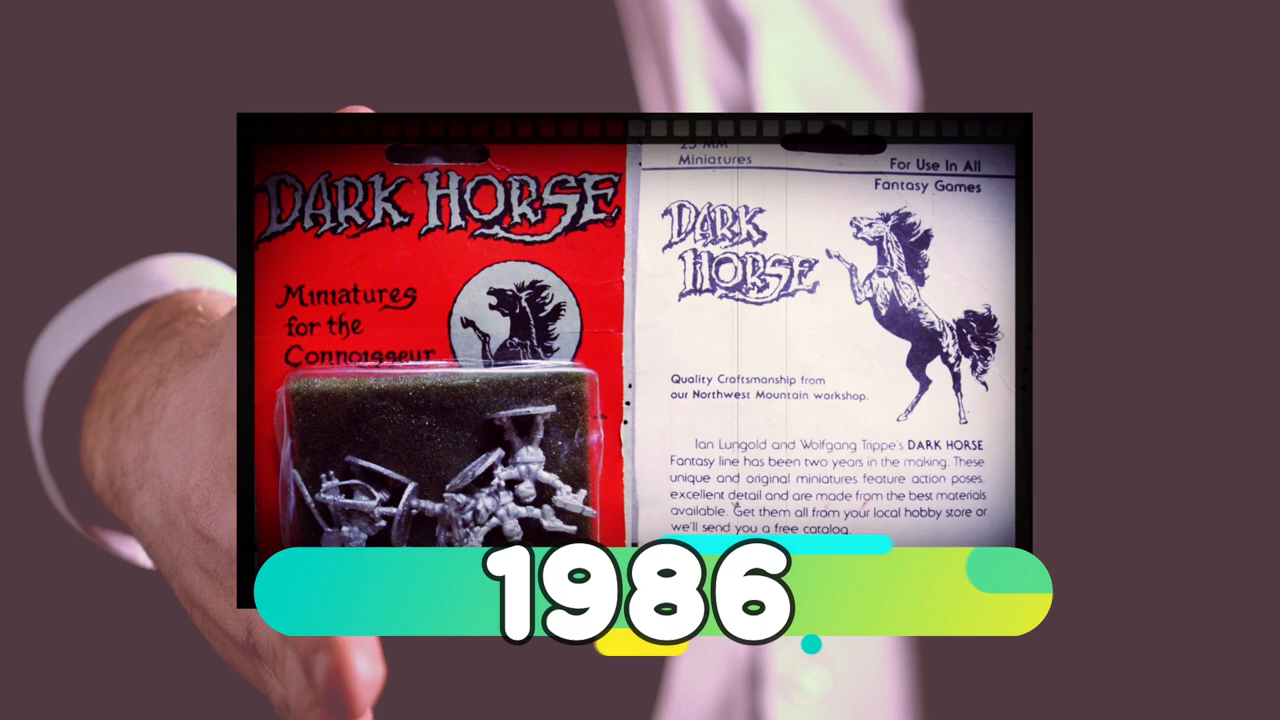 DARK HORSE
Miniatures
for the
Connoisseur
25 MM
Miniatures
For Use In All
Fantasy Games
DARK
HORSE
Quality Craftsmanship from
our Northwest Mountain workshop.
Ian Lungold and Wolfgang Trippe's DARK HORSE
Fantasy line has been two years in the making. These
unique and original miniatures feature action poses,
excellent detail and are made from the best materials
available. Get them all from your local hobby store or
we'll send you a free catalog.
1986